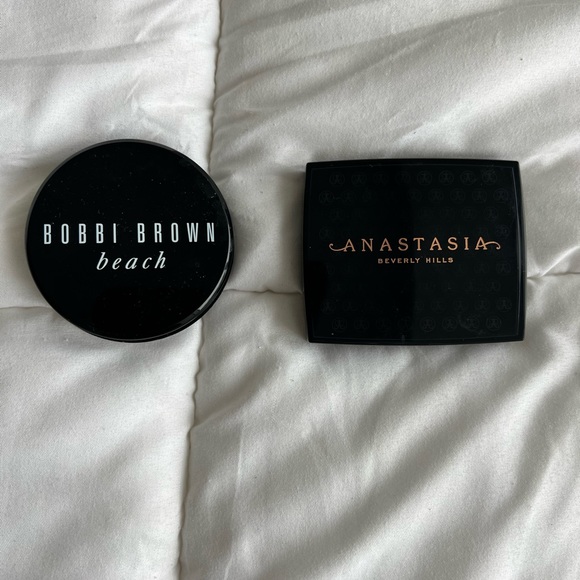 BOBBI BROWN
beach
ANASTASIA
BEVERLY HILLS